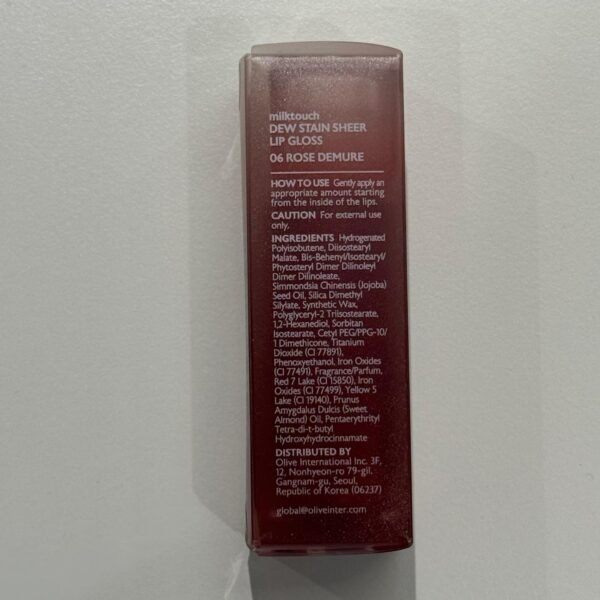 milktouch
DEW STAIN SHEER
LIP GLOSS
06 ROSE DEMURE
HOW TO USE Gently apply an
appropriate amount starting
from the inside of the lips.
CAUTION For external use
only.
INGREDIENTS Hydrogenated
Polyisobutene, Diisostearyl
Malate, Bis-Behenyl/Isostearyl/
Phytosteryl Dimer Dilinoleyl
Dimer Dilinoleate,
Simmondsia Chinensis (Jojoba)
Seed Oil, Silica Dimethyl
Silylate, Synthetic Wax,
Polyglyceryl-2 Triisostearate,
1,2-Hexanediol, Sorbitan
Isostearate, Cetyl PEG/PPG-10/
1 Dimethicone, Titanium
Dioxide (CI 77891),
Phenoxyethanol, Iron Oxides
(CI 77491), Fragrance/Parfum,
Red 7 Lake (CI 15850), Iron
Oxides (CI 77499), Yellow 5
Lake (CI 19140), Prunus
Amygdalus Dulcis (Sweet
Almond) Oil, Pentaerythrityl
Tetra-di-t-butyl
Hydroxyhydrocinnamate
DISTRIBUTED BY
Olive International Inc. 3F,
12, Nonhyeon-ro 79-gil,
Gangnam-gu, Seoul,
Republic of Korea (06237)
global@oliveinter.com